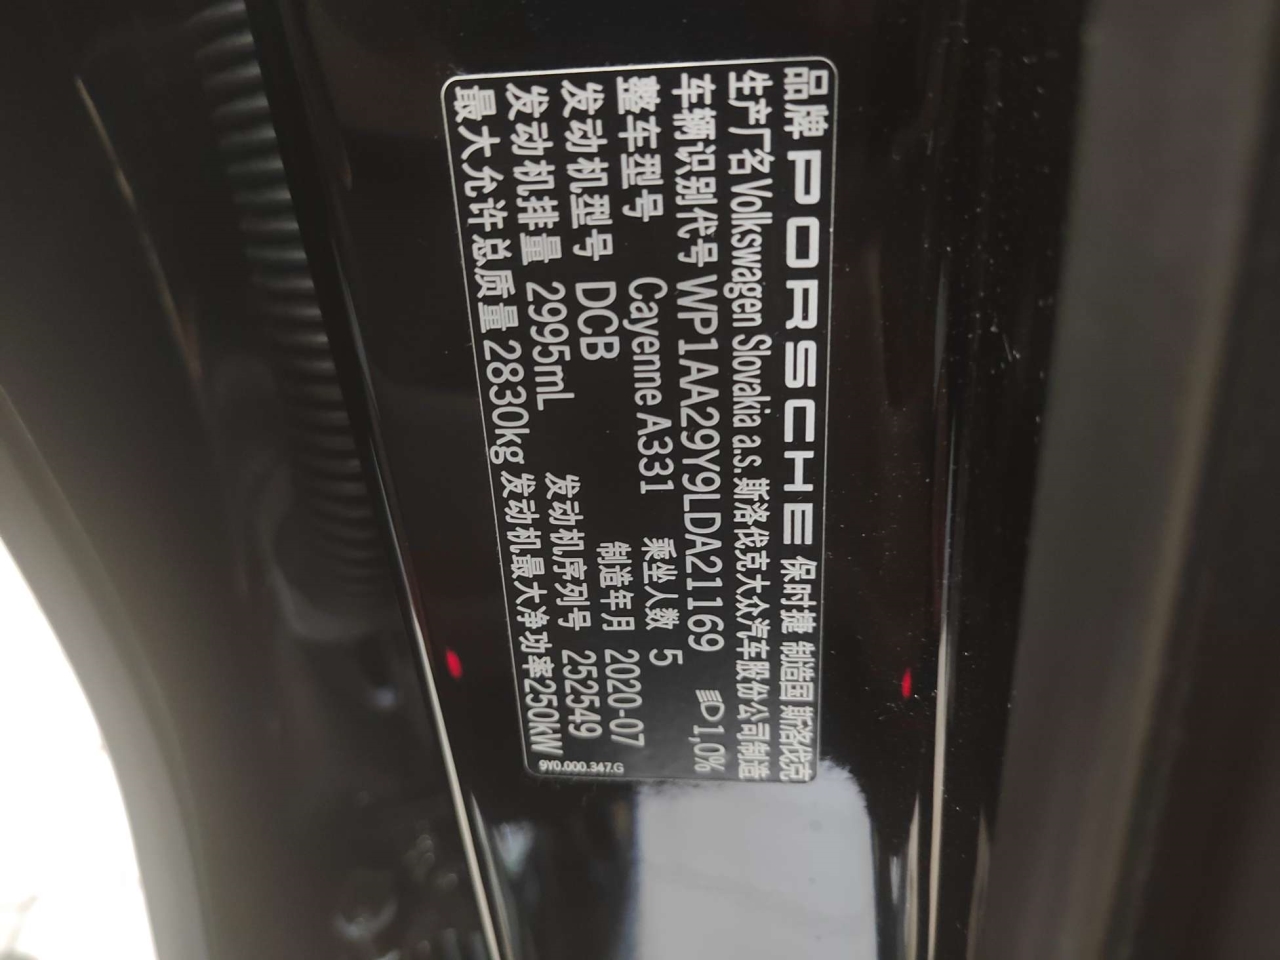 品牌 PORSCHE 保时捷 制造国 斯洛伐克
生产厂名 Volkswagen Slovakia a.s. 斯洛伐克大众汽车股份公司制造
车辆识别代号 WP1AA29Y9LDA21169 1,0%
整车型号 Cayenne A331 乘坐人数 5
发动机型号 DCB 制造年月 2020-07
发动机排量 2995mL 发动机序列号 252549
最大允许总质量 2830kg 发动机最大净功率250kW
9Y0.000.347.G